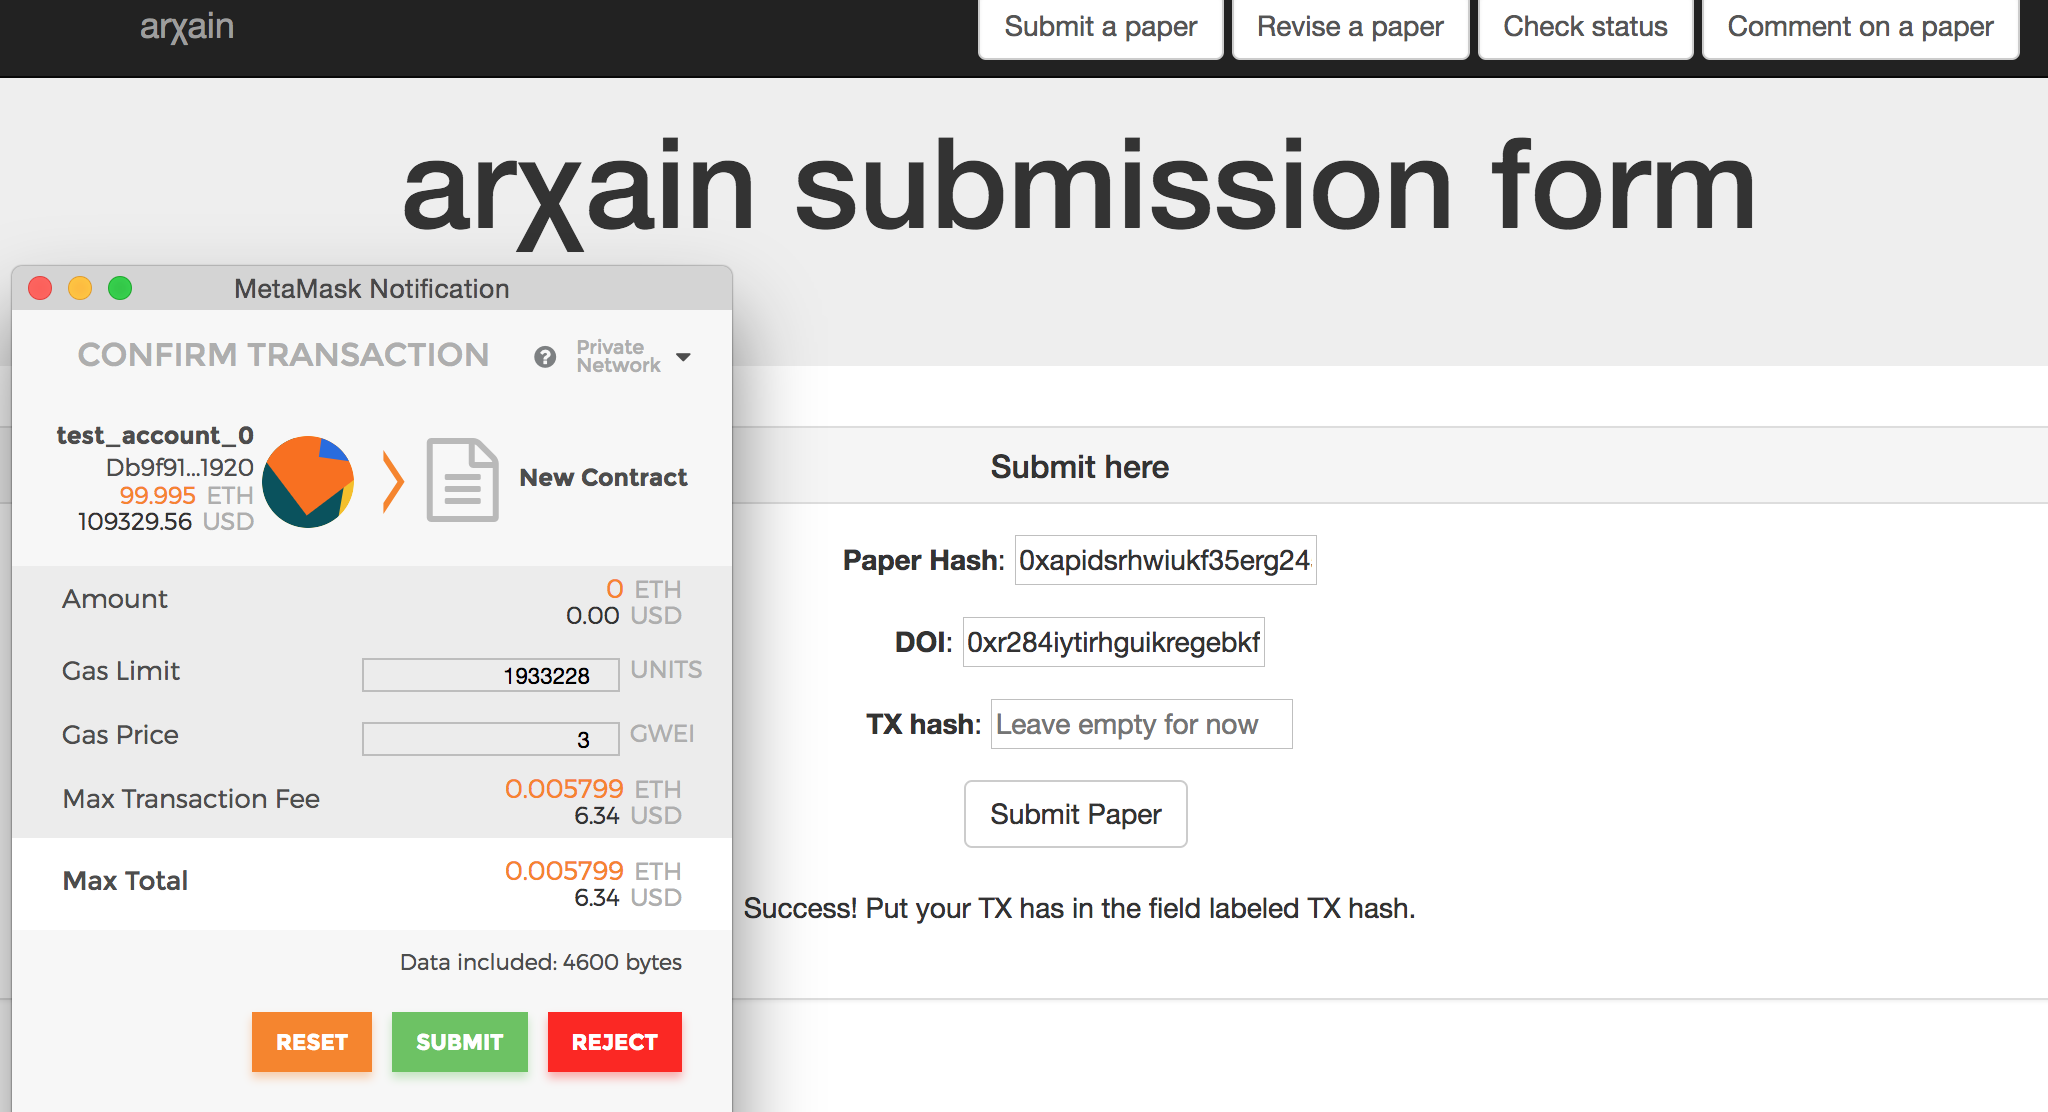 arχain
Submit a paper
Revise a paper
Check status
Comment on a paper
arχain submission form
MetaMask Notification
CONFIRM TRANSACTION
Private
Network
test_account_0
Db9f91...1920
99.995 ETH
109329.56 USD
New Contract
Amount
0 ETH
0.00 USD
Gas Limit
1933228 UNITS
Gas Price
3 GWEI
Max Transaction Fee
0.005799 ETH
6.34 USD
Max Total
0.005799 ETH
6.34 USD
Data included: 4600 bytes
RESET
SUBMIT
REJECT
Submit here
Paper Hash: 0xapidsrhwiukf35erg24
DOI: 0xr284iytirhguikregebkf
TX hash: Leave empty for now
Submit Paper
Success! Put your TX has in the field labeled TX hash.